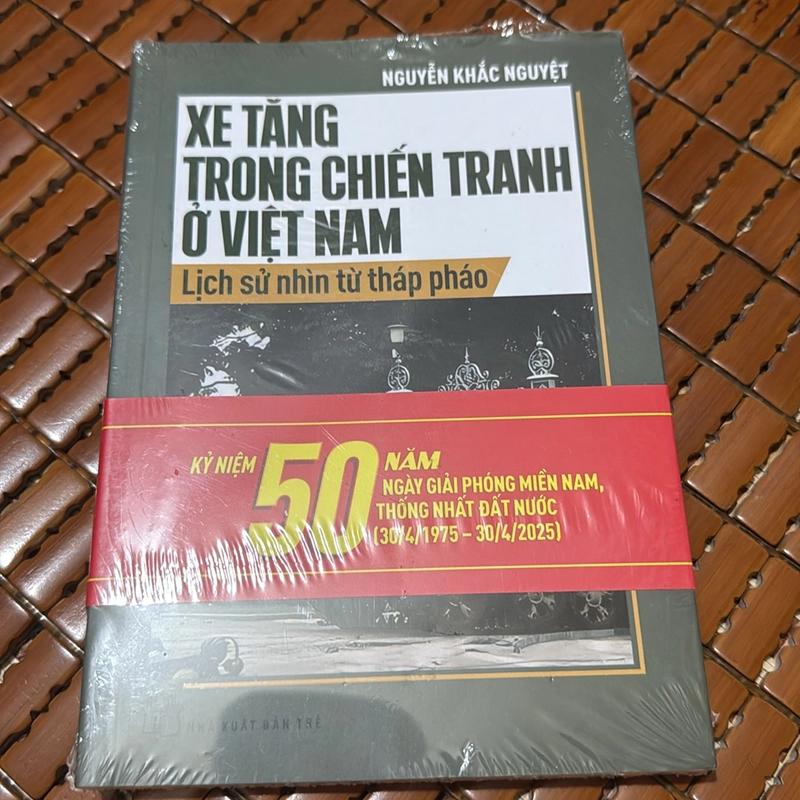 NGUYỄN KHẮC NGUYỆT
XE TĂNG
TRONG CHIẾN TRANH
Ở VIỆT NAM
Lịch sử nhìn từ tháp pháo
KỶ NIỆM 50 NĂM
NGÀY GIẢI PHÓNG MIỀN NAM,
THỐNG NHẤT ĐẤT NƯỚC
(30/4/1975 – 30/4/2025)
NHÀ XUẤT BẢN TRẺ